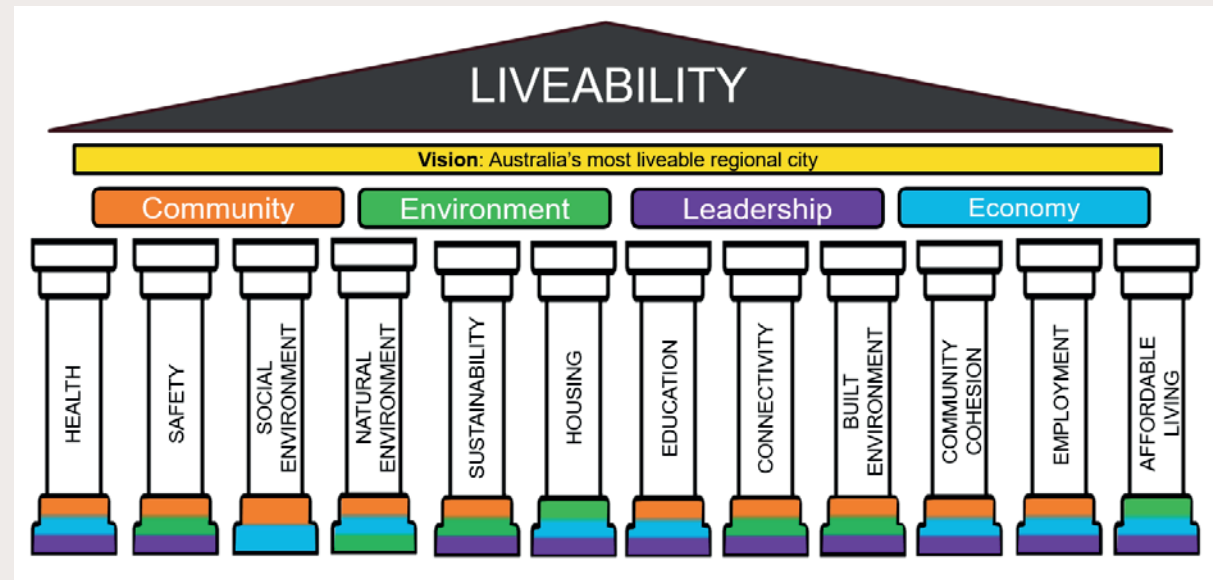 LIVEABILITY
Vision: Australia's most liveable regional city
Community
Environment
Leadership
Economy
HEALTH
SAFETY
SOCIAL
ENVIRONMENT
NATURAL
ENVIRONMENT
SUSTAINABILITY
HOUSING
EDUCATION
CONNECTIVITY
BUILT
ENVIRONMENT
COMMUNITY
COHESION
EMPLOYMENT
AFFORDABLE
LIVING